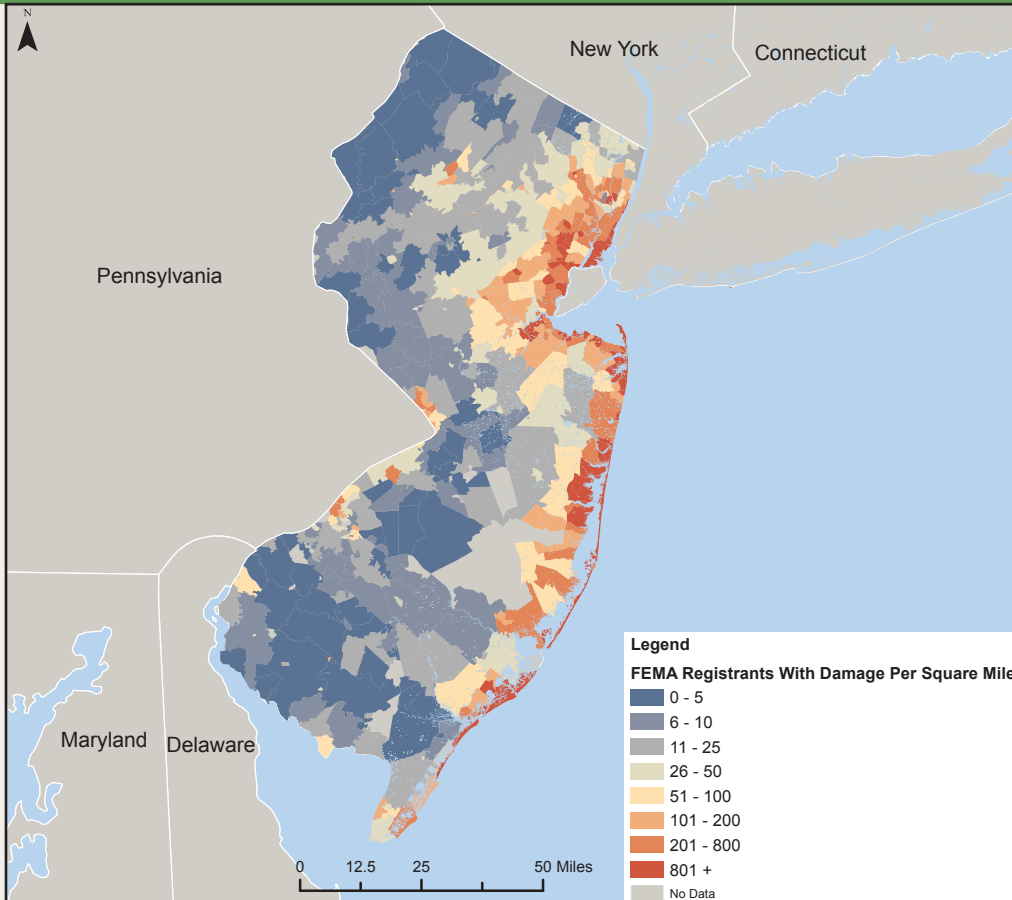 N
New York
Connecticut
Pennsylvania
Maryland
Delaware
0 12.5 25 50 Miles
Legend
FEMA Registrants With Damage Per Square Mile
0 - 5
6 - 10
11 - 25
26 - 50
51 - 100
101 - 200
201 - 800
801 +
No Data